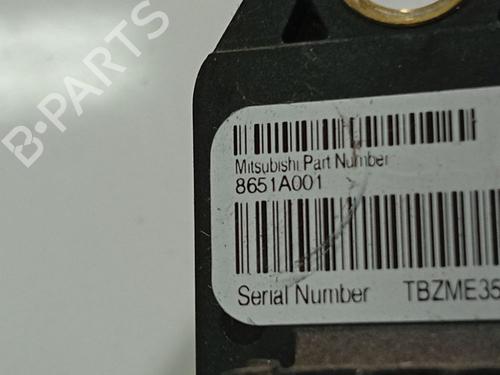 B-PARTS
Mitsubishi Part Number
8651A001
Serial Number TBZME35